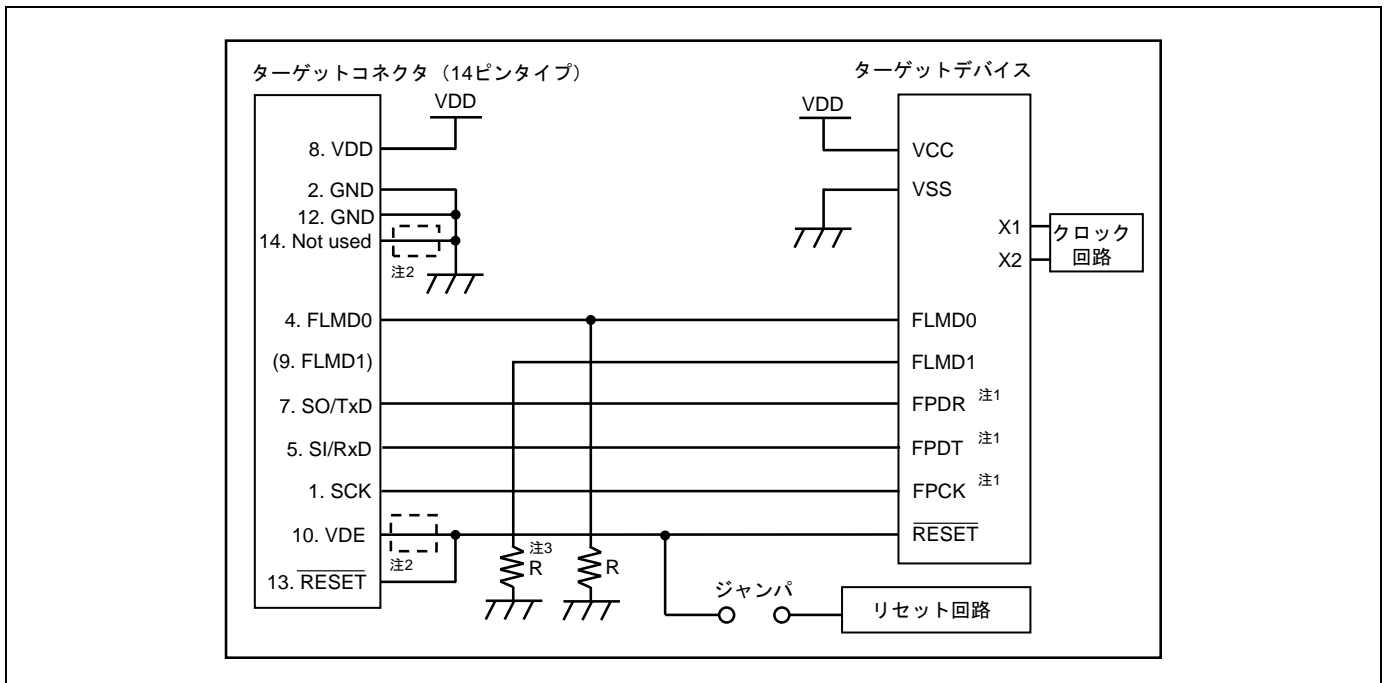 ターゲットコネクタ（14ピンタイプ）
ターゲットデバイス
VDD
VDD
8. VDD
VCC
2. GND
VSS
12. GND
14. Not used
注2
X1
X2
クロック
回路
4. FLMD0
FLMD0
(9. FLMD1)
FLMD1
7. SO/TxD
FPDR 注1
5. SI/RxD
FPDT 注1
1. SCK
FPCK 注1
10. VDE
注2
RESET
13. RESET
注3
R
R
ジャンパ
リセット回路